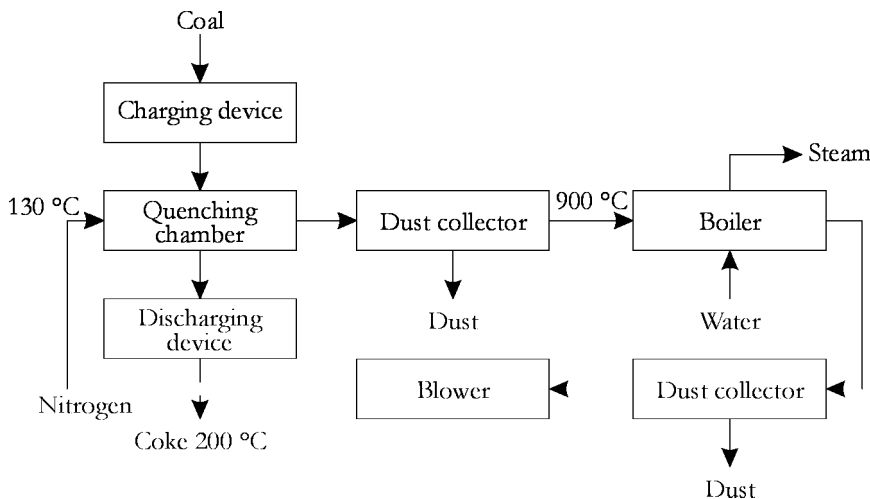 Coal
Charging device
Steam
130 °C
Quenching
chamber
Dust collector
900 °C
Boiler
Discharging
device
Dust
Water
Nitrogen
Blower
Dust collector
Coke 200 °C
Dust